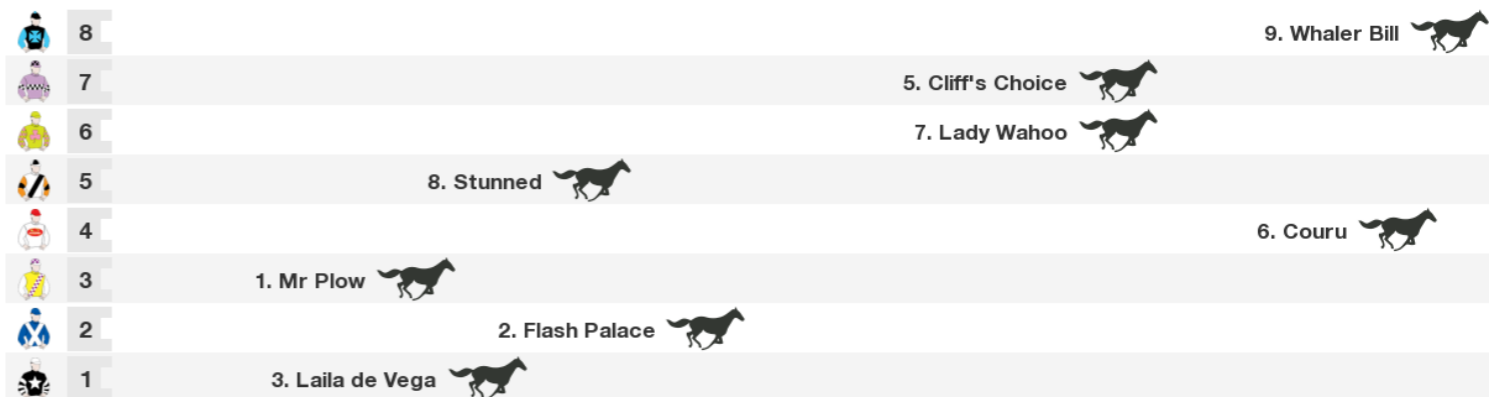 8 9. Whaler Bill
7 5. Cliff's Choice
6 7. Lady Wahoo
5 8. Stunned
4 6. Couru
3 1. Mr Plow
2 2. Flash Palace
1 3. Laila de Vega